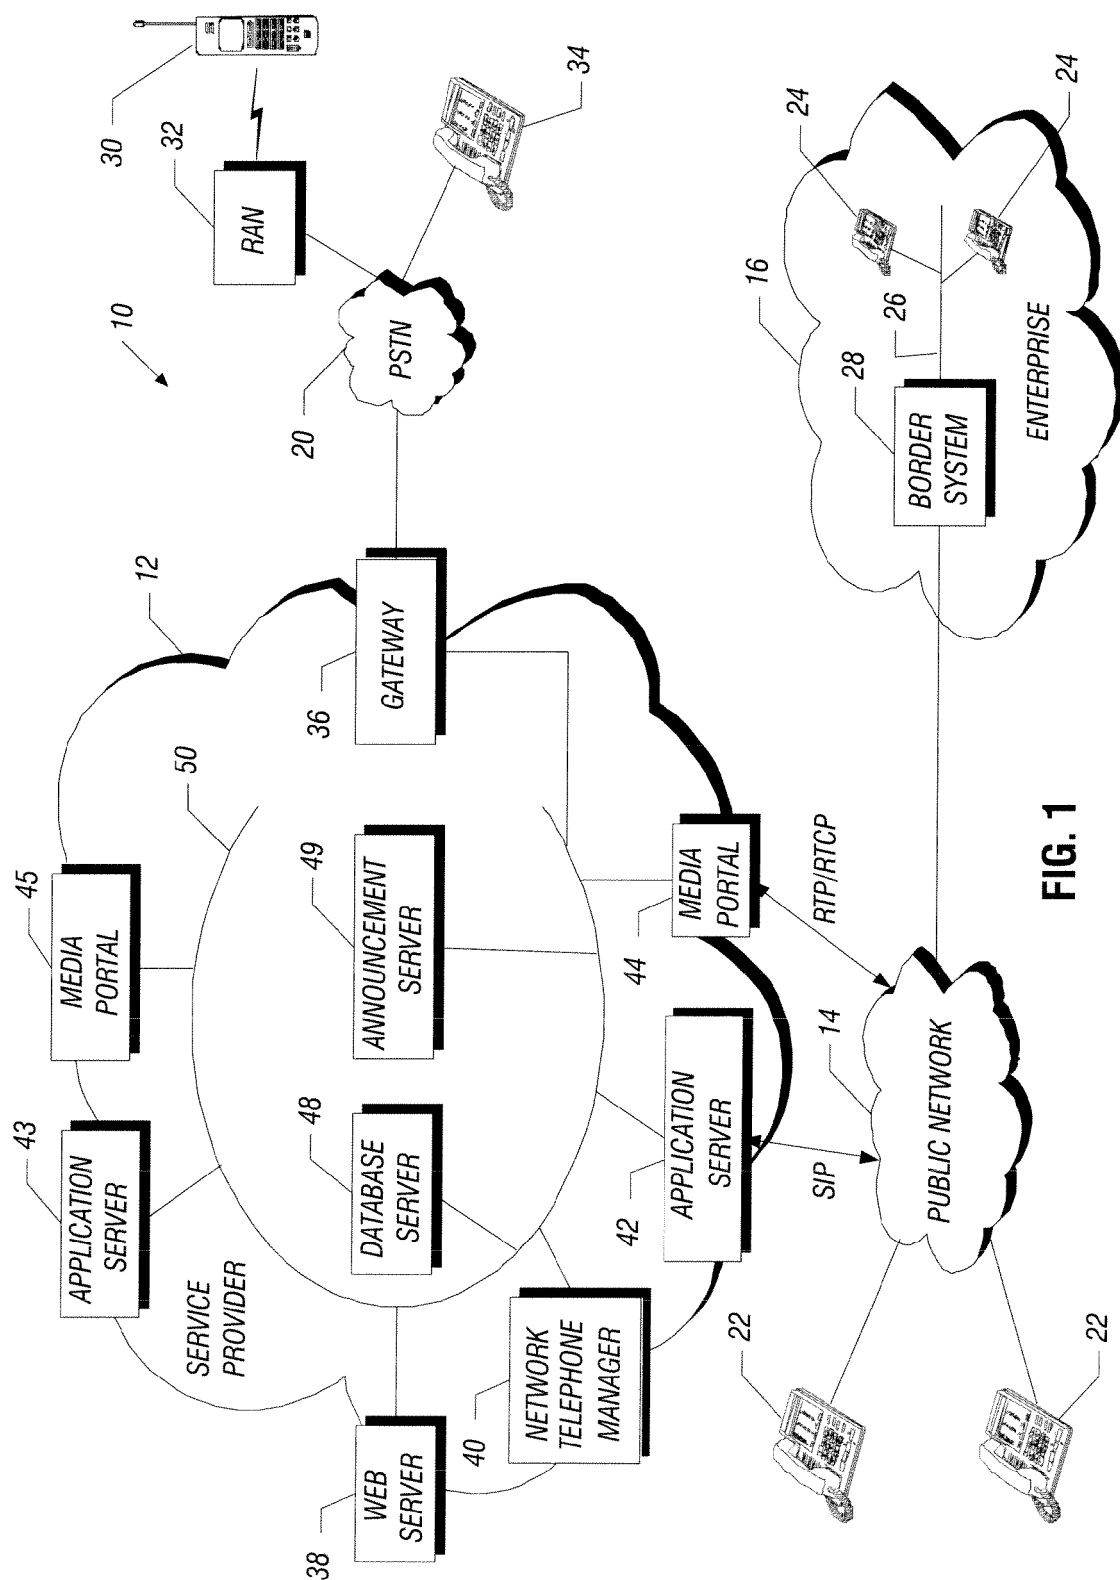 10
30
32
RAN
34
20
PSTN
12
36
GATEWAY
45
MEDIA
PORTAL
50
43
APPLICATION
SERVER
SERVICE
PROVIDER
49
ANNOUNCEMENT
SERVER
48
DATABASE
SERVER
38
WEB
SERVER
40
NETWORK
TELEPHONE
MANAGER
42
APPLICATION
SERVER
44
MEDIA
PORTAL
SIP
RTP/RTCP
14
PUBLIC NETWORK
22
22
16
28
BORDER
SYSTEM
26
24
24
ENTERPRISE
FIG. 1